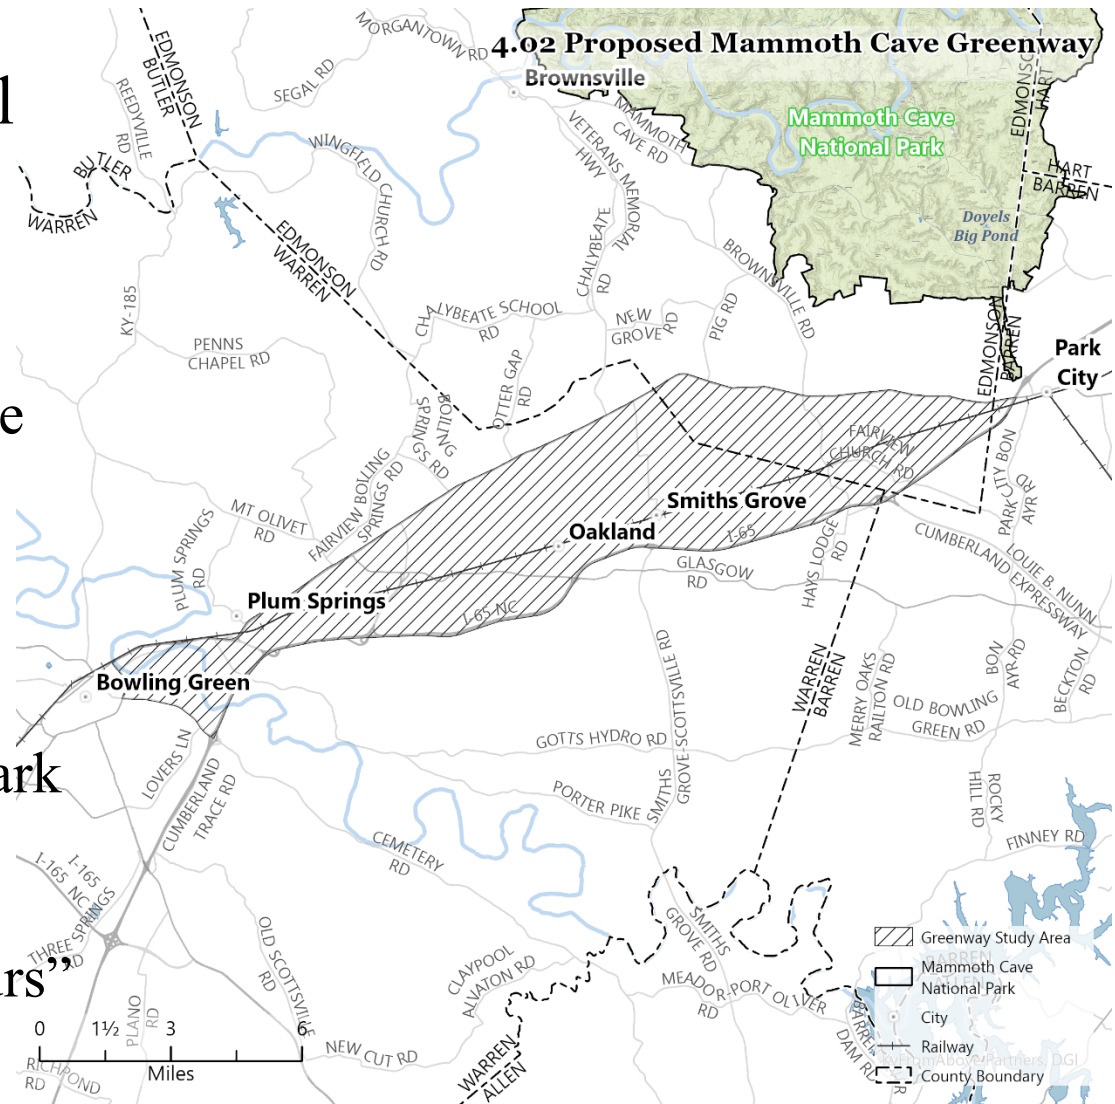 4.02 Proposed Mammoth Cave Greenway
MORGANTOWN RD
Brownsville
EDMONSON
BUTLER
SEGAL RD
REEDYVILLE
RD
l
EDMONSON
HART
MAMMOTH
CAVE RD
Mammoth Cave
National Park
VETERANS MEMORIAL
HWY
WINGFIELD
CHURCH RD
BUTLER
WARREN
HART
BARREN
Doyels
Big Pond
EDMONSON
WARREN
CHALYBEATE
RD
BROWNSVILLE RD
KY-185
CHALYBEATE SCHOOL
RD
NEW
GROVE RD
PIG RD
EDMONSON
BARREN
PENNS
CHAPEL RD
Park
City
OTTER GAP
RD
BOILING
SPRINGS RD
e
FAIRVIEW
CHURCH RD
FAIRVIEW BOILING
SPRINGS RD
PARK CITY BON
AYR RD
MT OLIVET
RD
Smiths Grove
Oakland
I-65
PLUM SPRINGS
RD
HAYS LODGE
RD
CUMBERLAND EXPRESSWAY
LOUIE B. NUNN
GLASGOW
RD
Plum Springs
I-65 NC
Bowling Green
WARREN
BARREN
SMITHS
GROVE-SCOTTSVILLE RD
MERRY OAKS
RAILTON RD
BON
AYR-RD
BECKTON
RD
OLD BOWLING
GREEN RD
GOTTS HYDRO RD
LOVERS LN
CUMBERLAND
TRACE RD
ark
PORTER PIKE
ROCKY
HILL RD
FINNEY RD
CEMETERY
RD
I-165
I-165 NC
THREE SPRINGS
RD
OLD SCOTTSVILLE
RD
SMITHS
GROVE RD
CLAYPOOL
ALVATON RD
MEADOR-PORT OLIVER
RD
rs”
PLANO
RD
NEW CUT RD
WARREN
ALLEN
BARREN
DAM RD
RICHPOND
RD
0 1½ 3 6
Miles
Greenway Study Area
Mammoth Cave
National Park
City
Railway
KyFromAbove, Partners, DGI
County Boundary